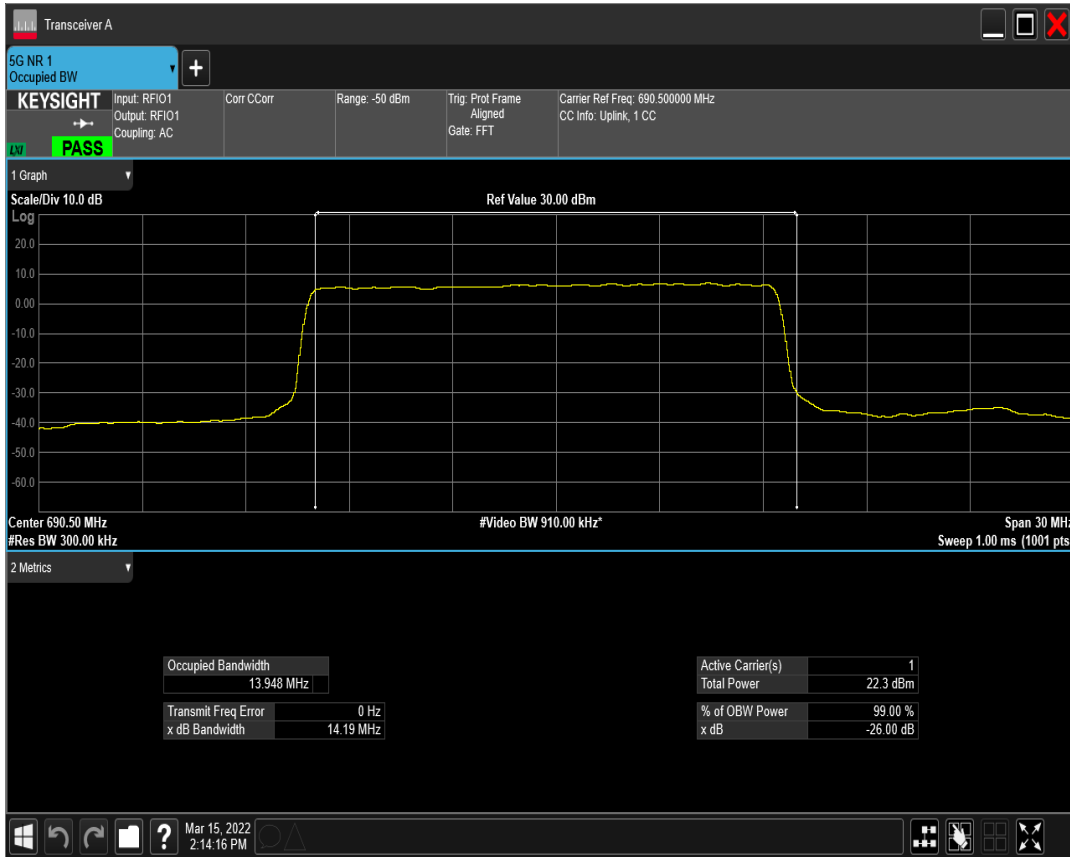 Transceiver A
5G NR 1
Occupied BW
+
KEYSIGHT
LXI
PASS
Input: RFIO1
Output: RFIO1
Coupling: AC
Corr CCorr
Range: -50 dBm
Trig: Prot Frame
Aligned
Gate: FFT
Carrier Ref Freq: 690.500000 MHz
CC Info: Uplink, 1 CC
1 Graph
Scale/Div 10.0 dB
Ref Value 30.00 dBm
Log
20.0
10.0
0.00
-10.0
-20.0
-30.0
-40.0
-50.0
-60.0
Center 690.50 MHz
#Video BW 910.00 kHz*
Span 30 MHz
#Res BW 300.00 kHz
Sweep 1.00 ms (1001 pts
2 Metrics
Occupied Bandwidth
13.948 MHz
Transmit Freq Error 0 Hz
x dB Bandwidth 14.19 MHz
Active Carrier(s) 1
Total Power 22.3 dBm
% of OBW Power 99.00 %
x dB -26.00 dB
?
Mar 15, 2022
2:14:16 PM